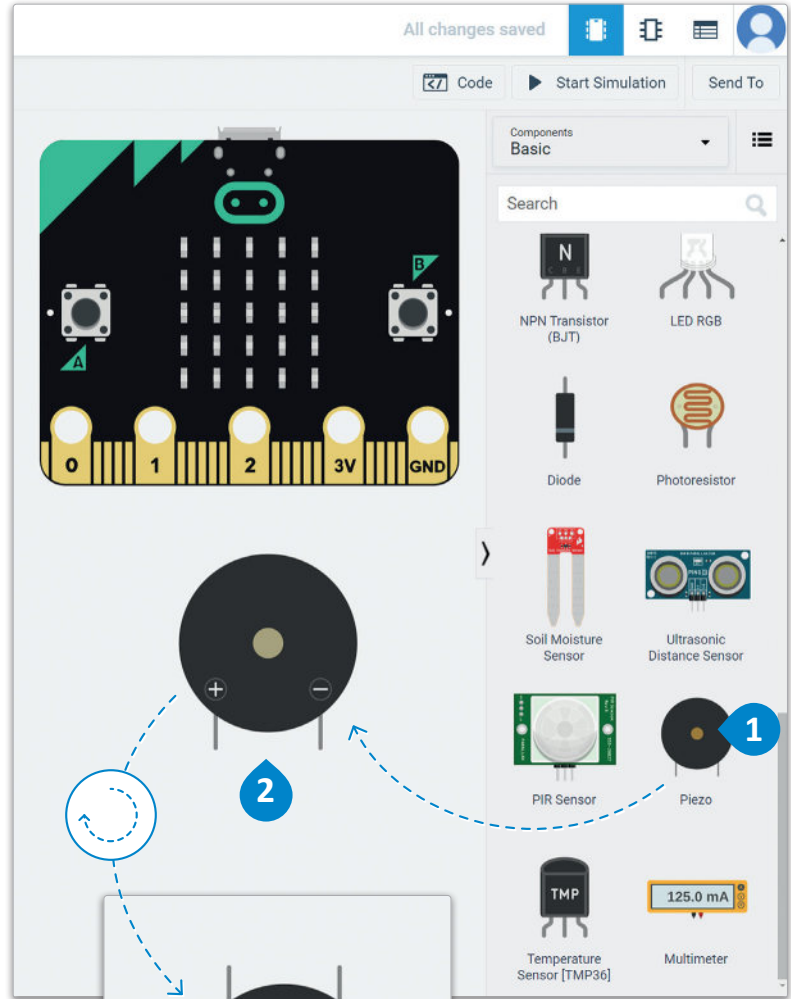 All changes saved
Code
Start Simulation
Send To
Components
Basic
Search
A
B
0
1
2
3V
GND
N
C B E
NPN Transistor
(BJT)
LED RGB
Diode
Photoresistor
Soil Moisture
Sensor
Ultrasonic
Distance Sensor
1
PIR Sensor
Piezo
+
−
2
TMP
125.0 mA
Temperature
Sensor [TMP36]
Multimeter